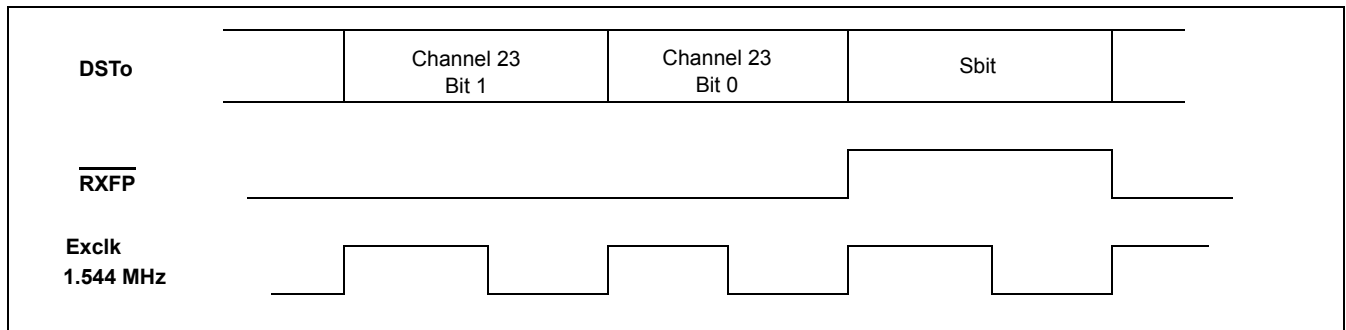 DSTo
Channel 23
Bit 1
Channel 23
Bit 0
Sbit
RXFP
Exclk
1.544 MHz